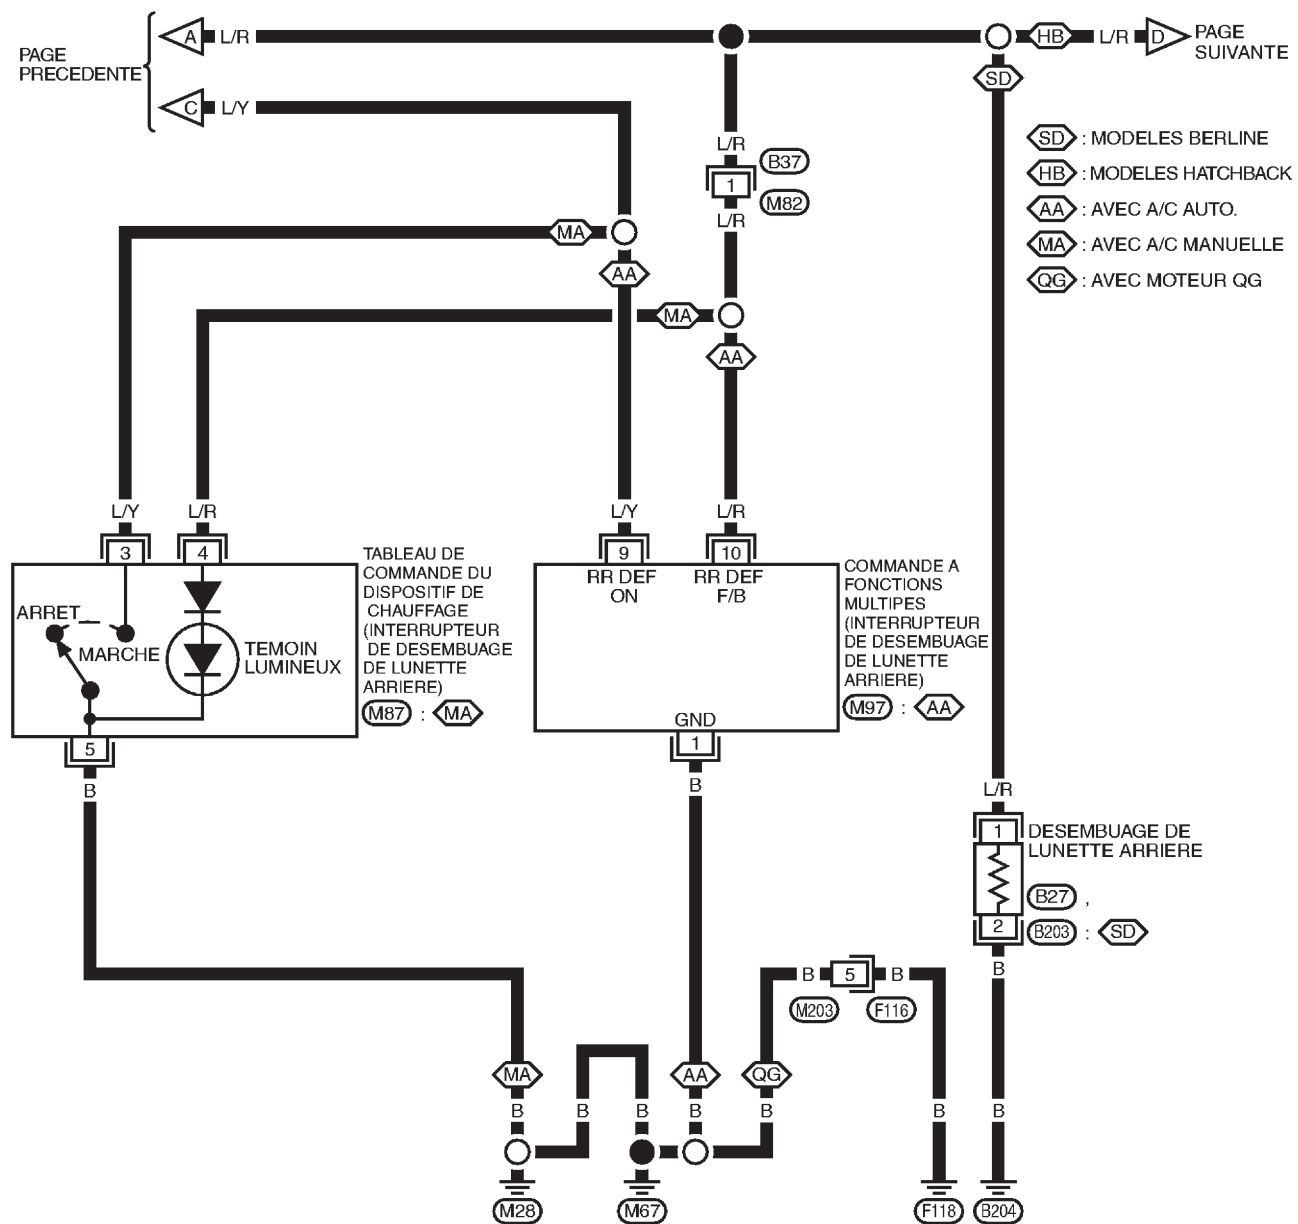 PAGE
PRECEDENTE
A L/R
C L/Y
HB L/R D
PAGE
SUIVANTE
SD
SD : MODELES BERLINE
HB : MODELES HATCHBACK
AA : AVEC A/C AUTO.
MA : AVEC A/C MANUELLE
QG : AVEC MOTEUR QG
L/R
B37
1
M82
L/R
MA
AA
MA
AA
L/Y
L/R
L/Y
L/R
3
4
9
10
RR DEF
ON
RR DEF
F/B
ARRET
MARCHE
TEMOIN
LUMINEUX
TABLEAU DE
COMMANDE DU
DISPOSITIF DE
CHAUFFAGE
(INTERRUPTEUR
DE DESEMBUAGE
DE LUNETTE
ARRIERE)
M87 : MA
COMMANDE A
FONCTIONS
MULTIPES
(INTERRUPTEUR
DE DESEMBUAGE
DE LUNETTE
ARRIERE)
M97 : AA
GND
5
1
B
B
L/R
1
DESEMBUAGE DE
LUNETTE ARRIERE
B27 ,
2
B203 : SD
B
B 5 B
M203
F116
MA
AA
QG
B
B
B
B
B
B
B
M28
M67
F118
B204